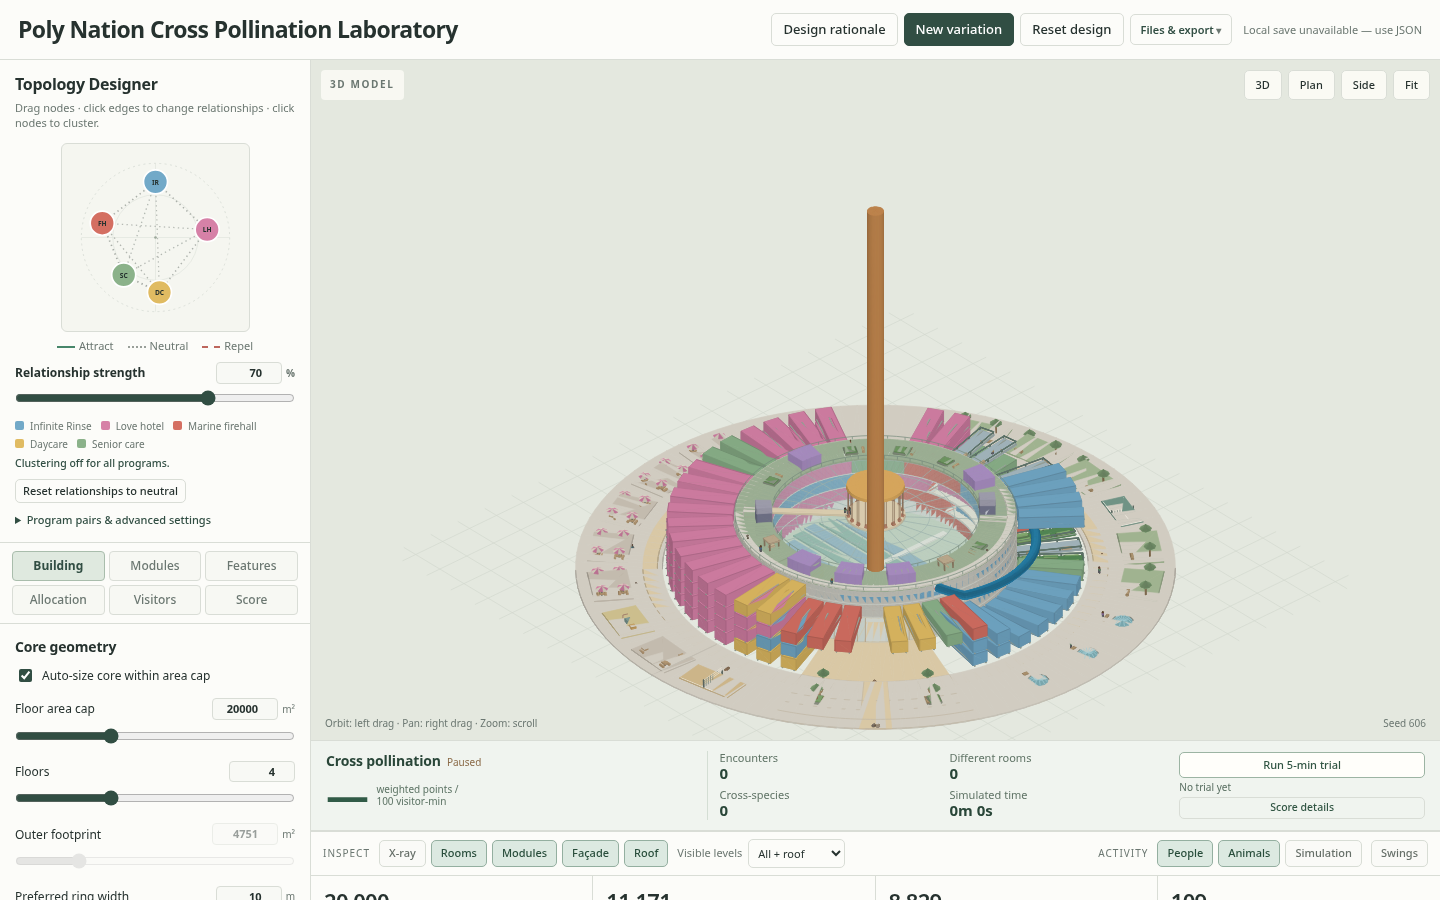 Poly Nation Cross Pollination Laboratory
Design rationale
New variation
Reset design
Files & export ▾
Local save unavailable — use JSON
Topology Designer
Drag nodes · click edges to change relationships · click
nodes to cluster.
IR
FH
LH
SC
DC
Attract
Neutral
Repel
Relationship strength
70 %
Infinite Rinse
Love hotel
Marine firehall
Daycare
Senior care
Clustering off for all programs.
Reset relationships to neutral
Program pairs & advanced settings
Building
Modules
Features
Allocation
Visitors
Score
Core geometry
Auto-size core within area cap
Floor area cap
20000 m²
Floors
4
Outer footprint
4751 m²
Preferred ring width
10 m
3D MODEL
3D
Plan
Side
Fit
Orbit: left drag · Pan: right drag · Zoom: scroll
Seed 606
Cross pollination Paused
weighted points /
100 visitor-min
Encounters
0
Different rooms
0
Cross-species
0
Simulated time
0m 0s
Run 5-min trial
No trial yet
Score details
INSPECT
X-ray
Rooms
Modules
Façade
Roof
Visible levels
All + roof
ACTIVITY
People
Animals
Simulation
Swings
20,000
11,171
8,829
109